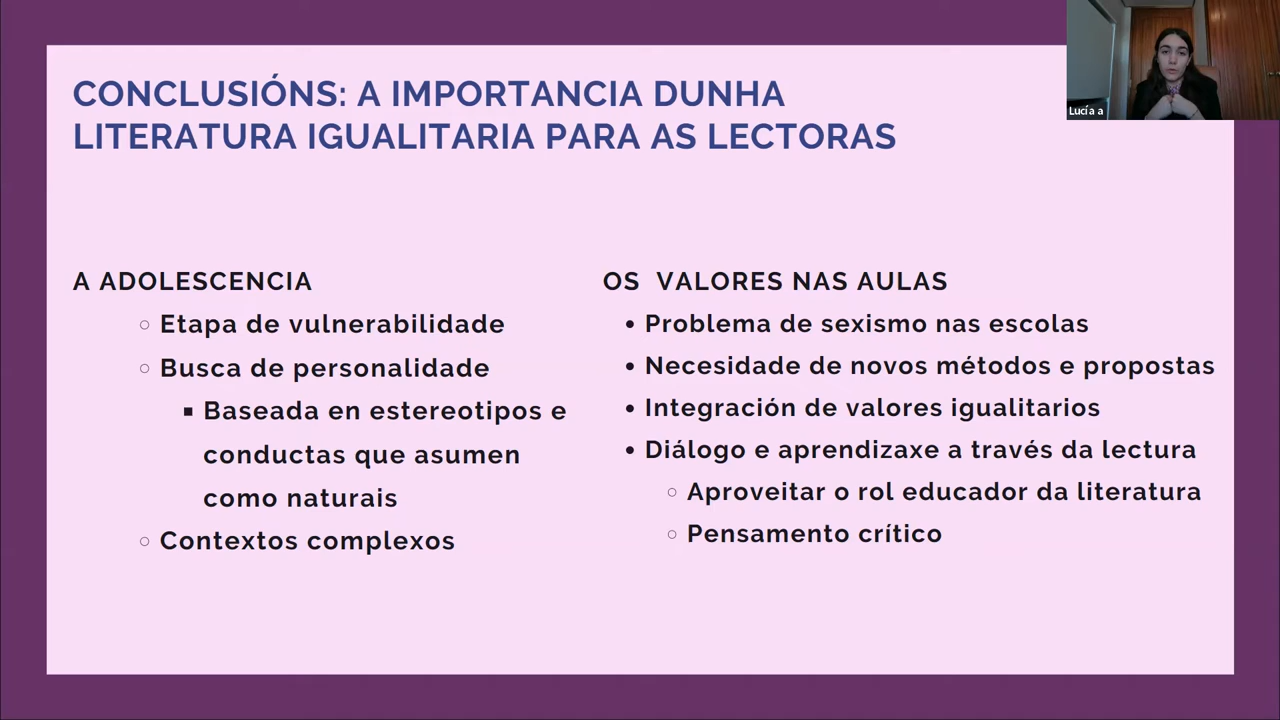 CONCLUSIÓNS: A IMPORTANCIA DUNHA
LITERATURA IGUALITARIA PARA AS LECTORAS
Lucía a
A ADOLESCENCIA
Etapa de vulnerabilidade
Busca de personalidade
Baseada en estereotipos e
conductas que asumen
como naturais
Contextos complexos
OS VALORES NAS AULAS
Problema de sexismo nas escolas
Necesidade de novos métodos e propostas
Integración de valores igualitarios
Diálogo e aprendizaxe a través da lectura
Aproveitar o rol educador da literatura
Pensamento crítico